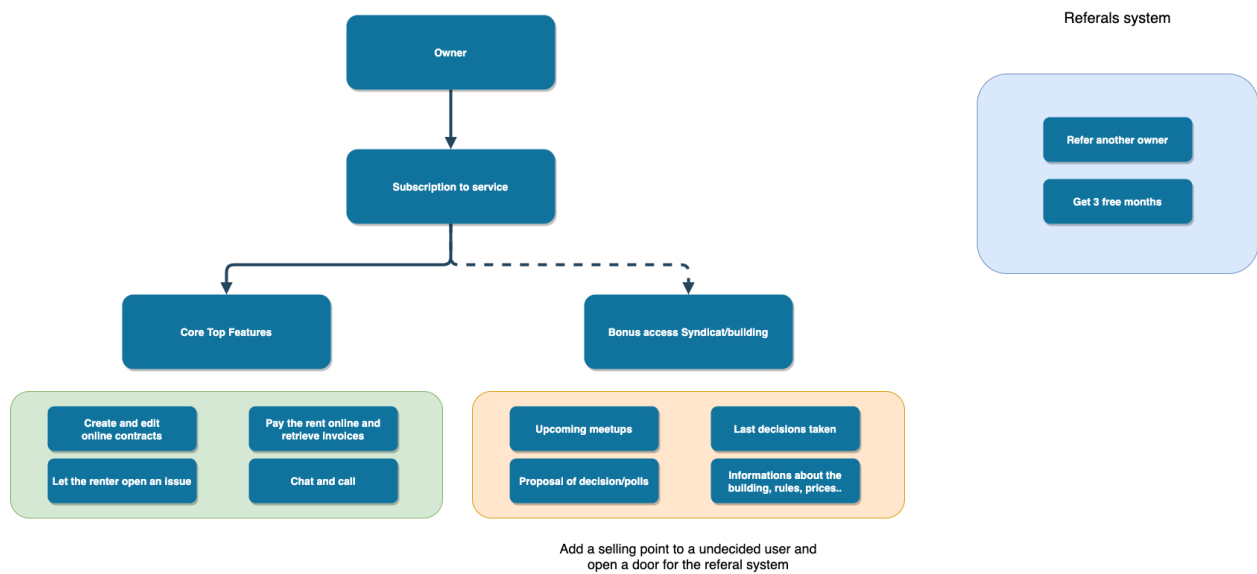 Owner
Referals system
Refer another owner
Subscription to service
Get 3 free months
Core Top Features
Bonus access Syndicat/building
Create and edit
online contracts
Pay the rent online and
retrieve invoices
Let the renter open an issue
Chat and call
Upcoming meetups
Last decisions taken
Proposal of decision/polls
Informations about the
building, rules, prices..
Add a selling point to a undecided user and
open a door for the referal system